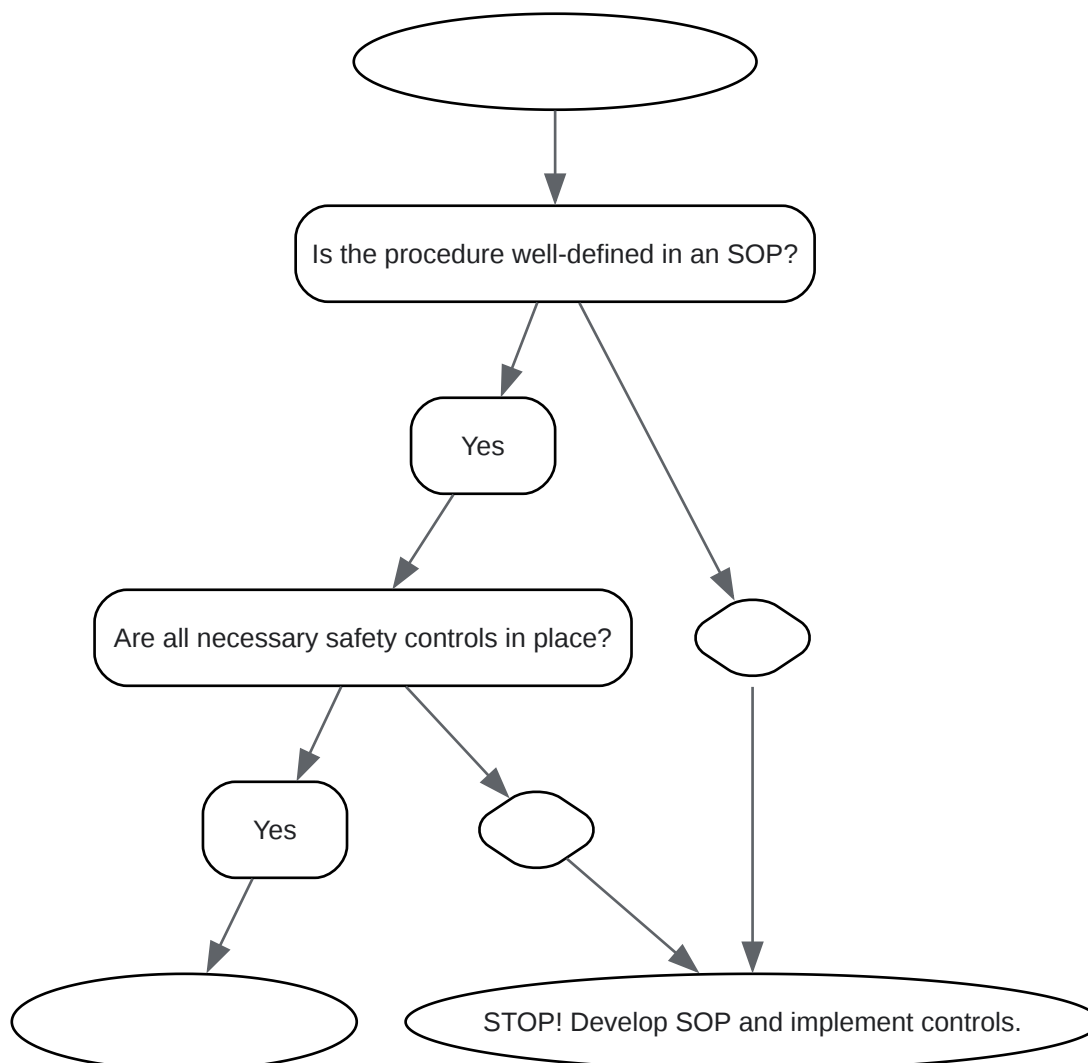 Is the procedure well-defined in an SOP?
Yes
Are all necessary safety controls in place?
Yes
STOP! Develop SOP and implement controls.